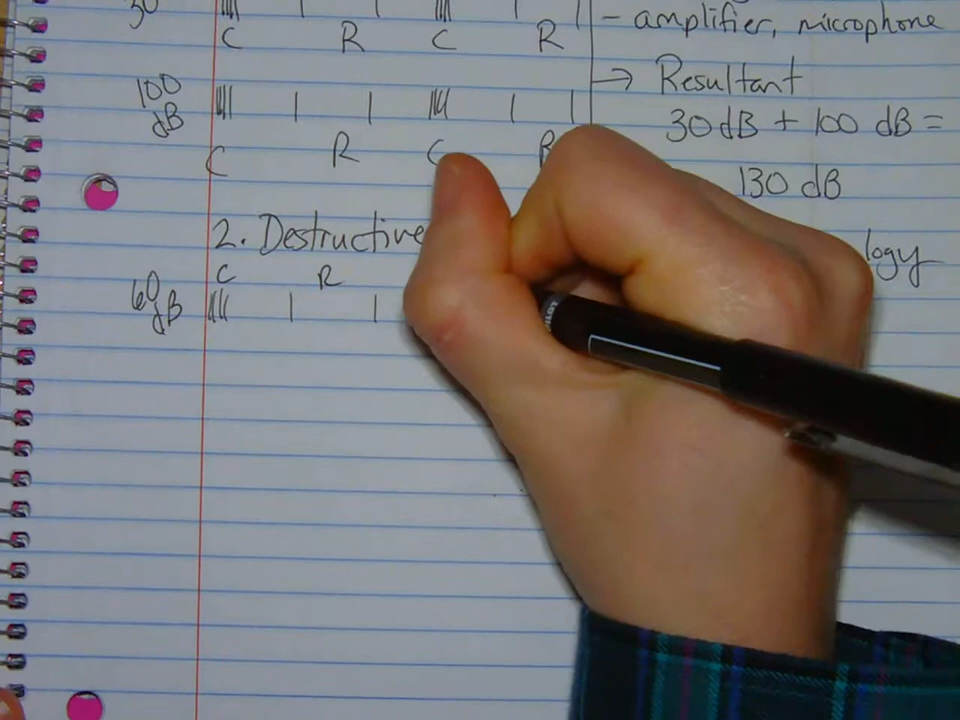 30
C R C R
- amplifier, microphone
100 dB
→ Resultant
30 dB + 100 dB =
C R C R
130 dB
2. Destructive
logy
C R
60 dB